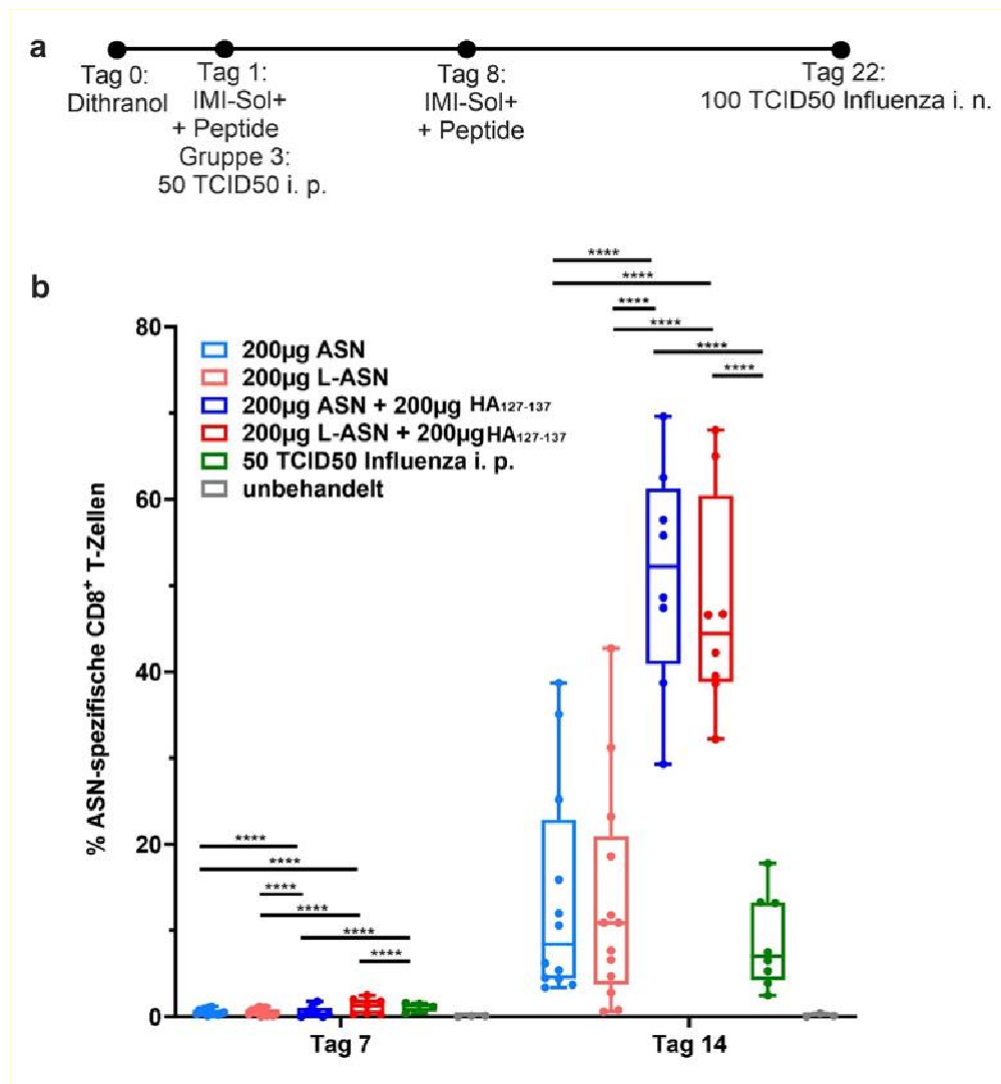 a
Tag 0:
Dithranol
Tag 1:
IMI-Sol+
+ Peptide
Gruppe 3:
50 TCID50 i. p.
Tag 8:
IMI-Sol+
+ Peptide
Tag 22:
100 TCID50 Influenza i. n.
b
****
****
****
****
****
****
% ASN-spezifische CD8+ T-Zellen
80
60
40
20
0
200µg ASN
200µg L-ASN
200µg ASN + 200µg HA127-137
200µg L-ASN + 200µg HA127-137
50 TCID50 Influenza i. p.
unbehandelt
****
****
****
****
****
****
Tag 7
Tag 14